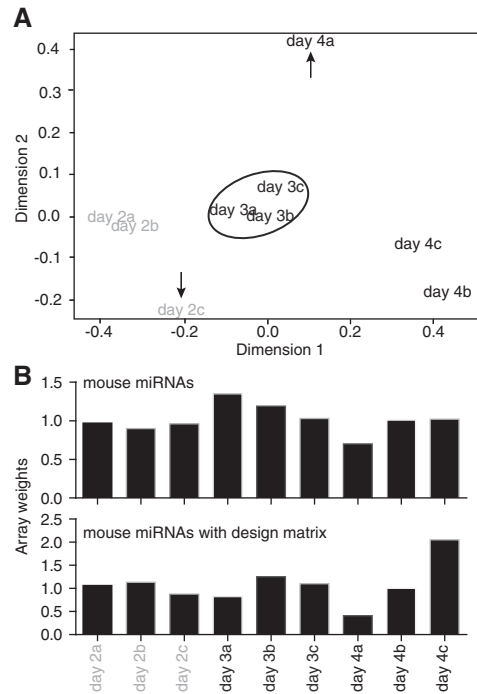 A
0.4
0.3
0.2
0.1
0.0
-0.1
-0.2
Dimension 2
day 4a
day 3c
day 3a
day 3b
day 2a
day 2b
day 4c
day 4b
day 2c
-0.4 -0.2 0.0 0.2 0.4
Dimension 1
B
Array weights
1.5
1.0
0.5
0.0
mouse miRNAs
2.5
2.0
1.5
1.0
0.5
0.0
mouse miRNAs with design matrix
day 2a
day 2b
day 2c
day 3a
day 3b
day 3c
day 4a
day 4b
day 4c